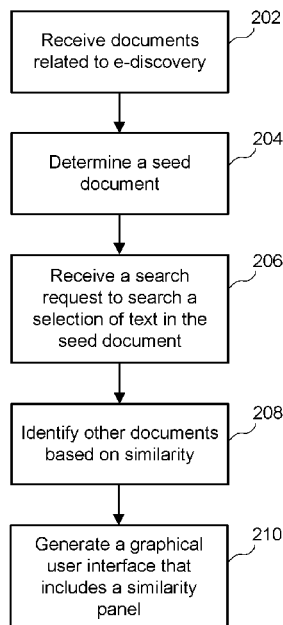 202
Receive documents
related to e-discovery
204
Determine a seed
document
206
Receive a search
request to search a
selection of text in the
seed document
208
Identify other documents
based on similarity
210
Generate a graphical
user interface that
includes a similarity
panel